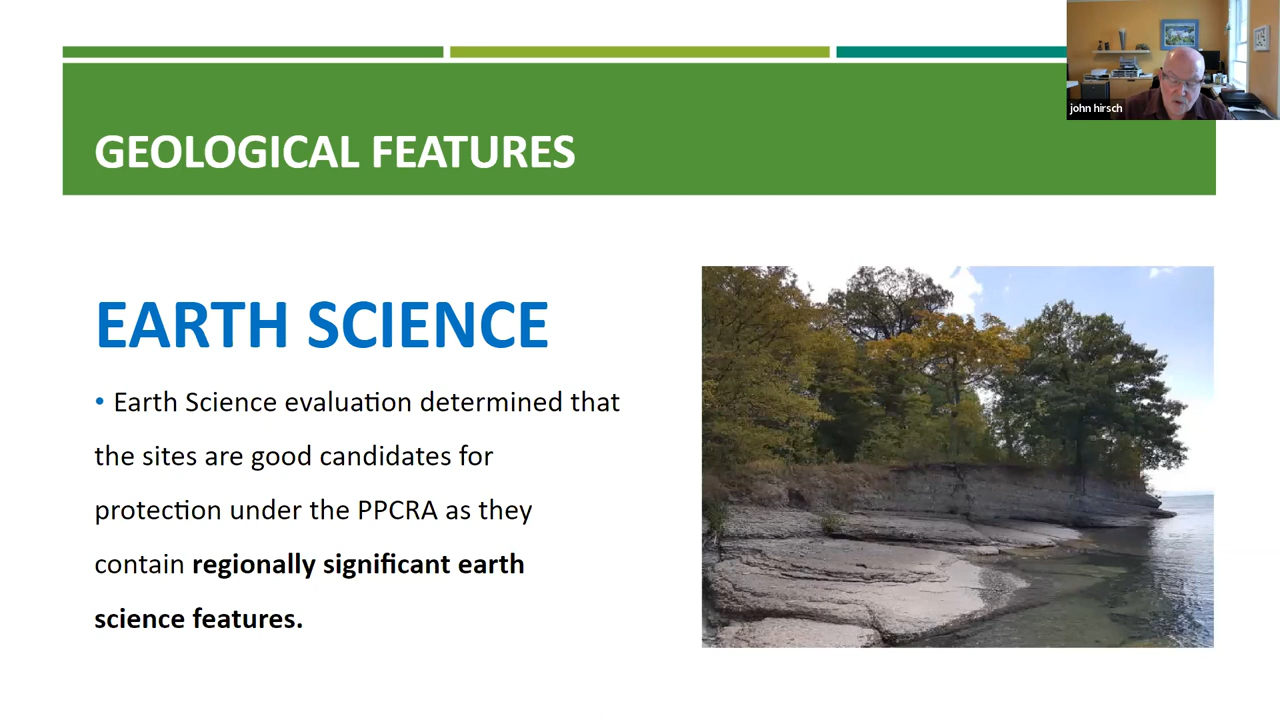 john hirsch
GEOLOGICAL FEATURES
EARTH SCIENCE
• Earth Science evaluation determined that
the sites are good candidates for
protection under the PPCRA as they
contain regionally significant earth
science features.